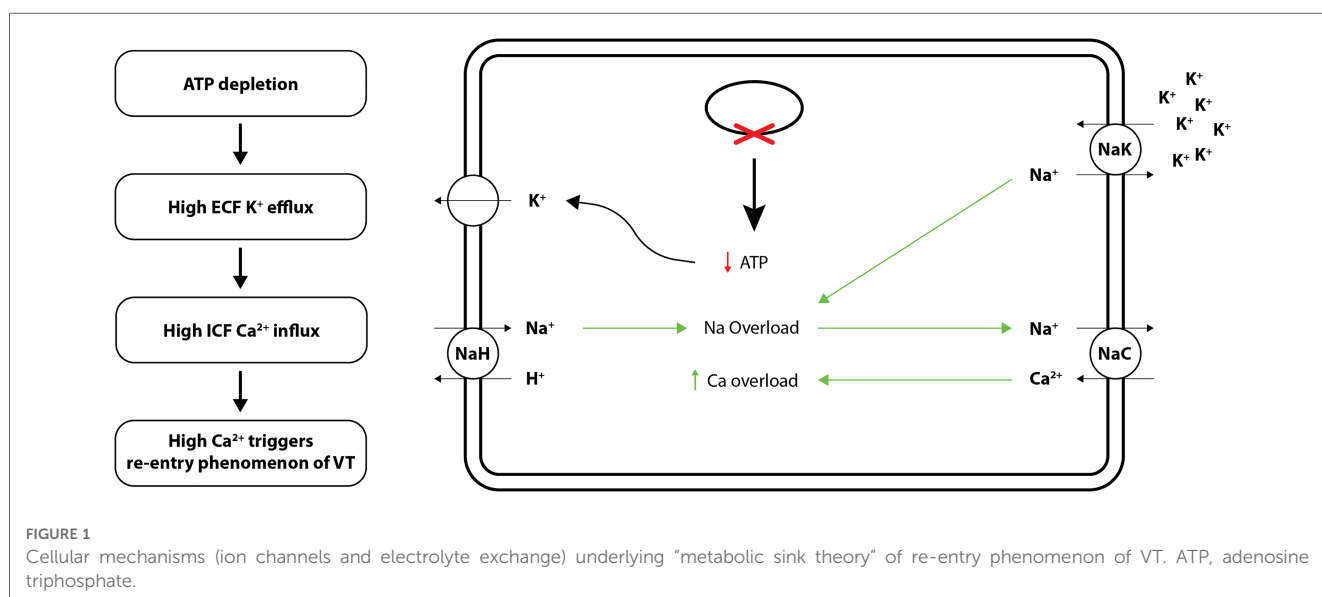 ATP depletion
High ECF K⁺ efflux
High ICF Ca²⁺ influx
High Ca²⁺ triggers
re-entry phenomenon of VT
K⁺
K⁺
K⁺
K⁺
K⁺
K⁺ K⁺
NaK
Na⁺
K⁺
↓ ATP
Na⁺
Na Overload
Na⁺
NaH
NaC
H⁺
↑ Ca overload
Ca²⁺
FIGURE 1
Cellular mechanisms (ion channels and electrolyte exchange) underlying “metabolic sink theory” of re-entry phenomenon of VT. ATP, adenosine
triphosphate.